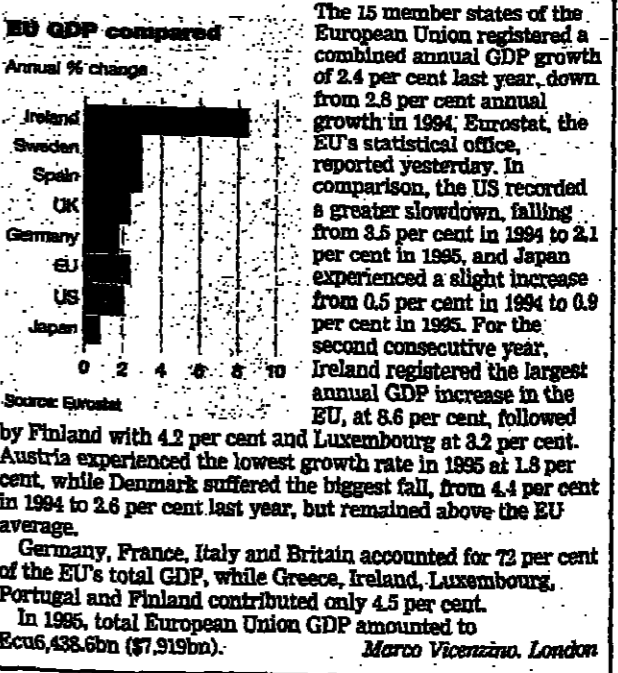 EU GDP compared
Annual % change
Ireland
Sweden
Spain
UK
Germany
EU
US
Japan
0 2 4 6 8 10
Source: Eurostat
The 15 member states of the
European Union registered a
combined annual GDP growth
of 2.4 per cent last year, down
from 2.8 per cent annual
growth in 1994, Eurostat, the
EU's statistical office,
reported yesterday. In
comparison, the US recorded
a greater slowdown, falling
from 3.5 per cent in 1994 to 2.1
per cent in 1995, and Japan
experienced a slight increase
from 0.5 per cent in 1994 to 0.9
per cent in 1995. For the
second consecutive year,
Ireland registered the largest
annual GDP increase in the
EU, at 8.6 per cent, followed
by Finland with 4.2 per cent and Luxembourg at 3.2 per cent.
Austria experienced the lowest growth rate in 1995 at 1.8 per
cent, while Denmark suffered the biggest fall, from 4.4 per cent
in 1994 to 2.6 per cent last year, but remained above the EU
average.
Germany, France, Italy and Britain accounted for 72 per cent
of the EU's total GDP, while Greece, Ireland, Luxembourg,
Portugal and Finland contributed only 4.5 per cent.
In 1995, total European Union GDP amounted to
Ecu6,438.6bn ($7,919bn). Marco Vicenzino, London